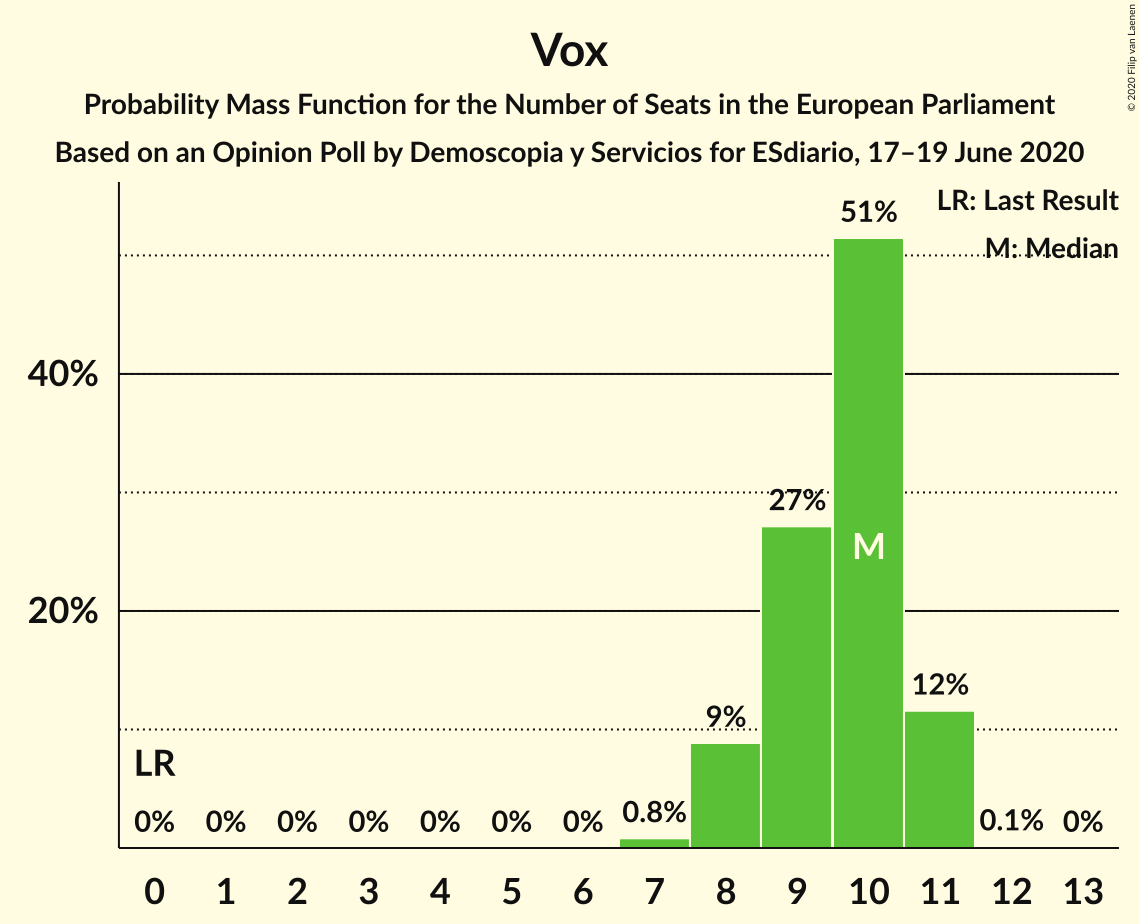 Vox
Probability Mass Function for the Number of Seats in the European Parliament
Based on an Opinion Poll by Demoscopia y Servicios for ESdiario, 17–19 June 2020
© 2020 Filip van Laenen
LR: Last Result
M: Median
51%
40%
27%
M
20%
12%
9%
LR
0% 0% 0% 0% 0% 0% 0% 0.8% 0.1% 0%
0 1 2 3 4 5 6 7 8 9 10 11 12 13